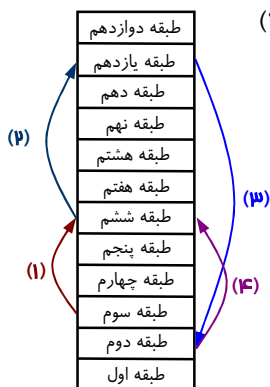 طبقه دوازدهم
طبقه یازدهم
طبقه دهم
طبقه نهم
طبقه هشتم
طبقه هفتم
طبقه ششم
طبقه پنجم
طبقه چهارم
طبقه سوم
طبقه دوم
طبقه اول
(۲)
(۳)
(۱)
(۴)